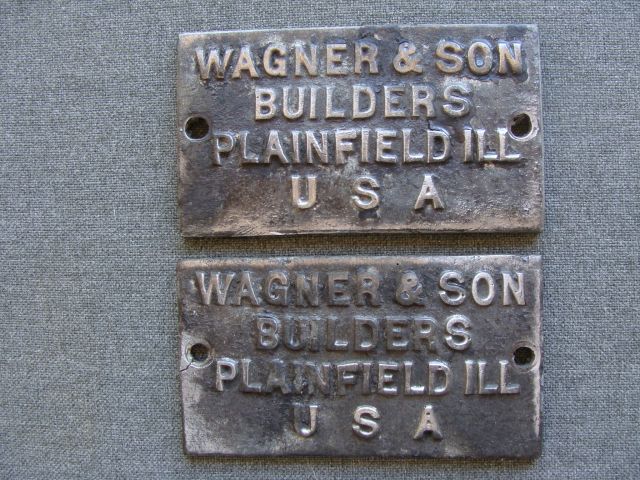 WAGNER & SON
BUILDERS
PLAINFIELD ILL
U S A
WAGNER & SON
BUILDERS
PLAINFIELD ILL
U S A